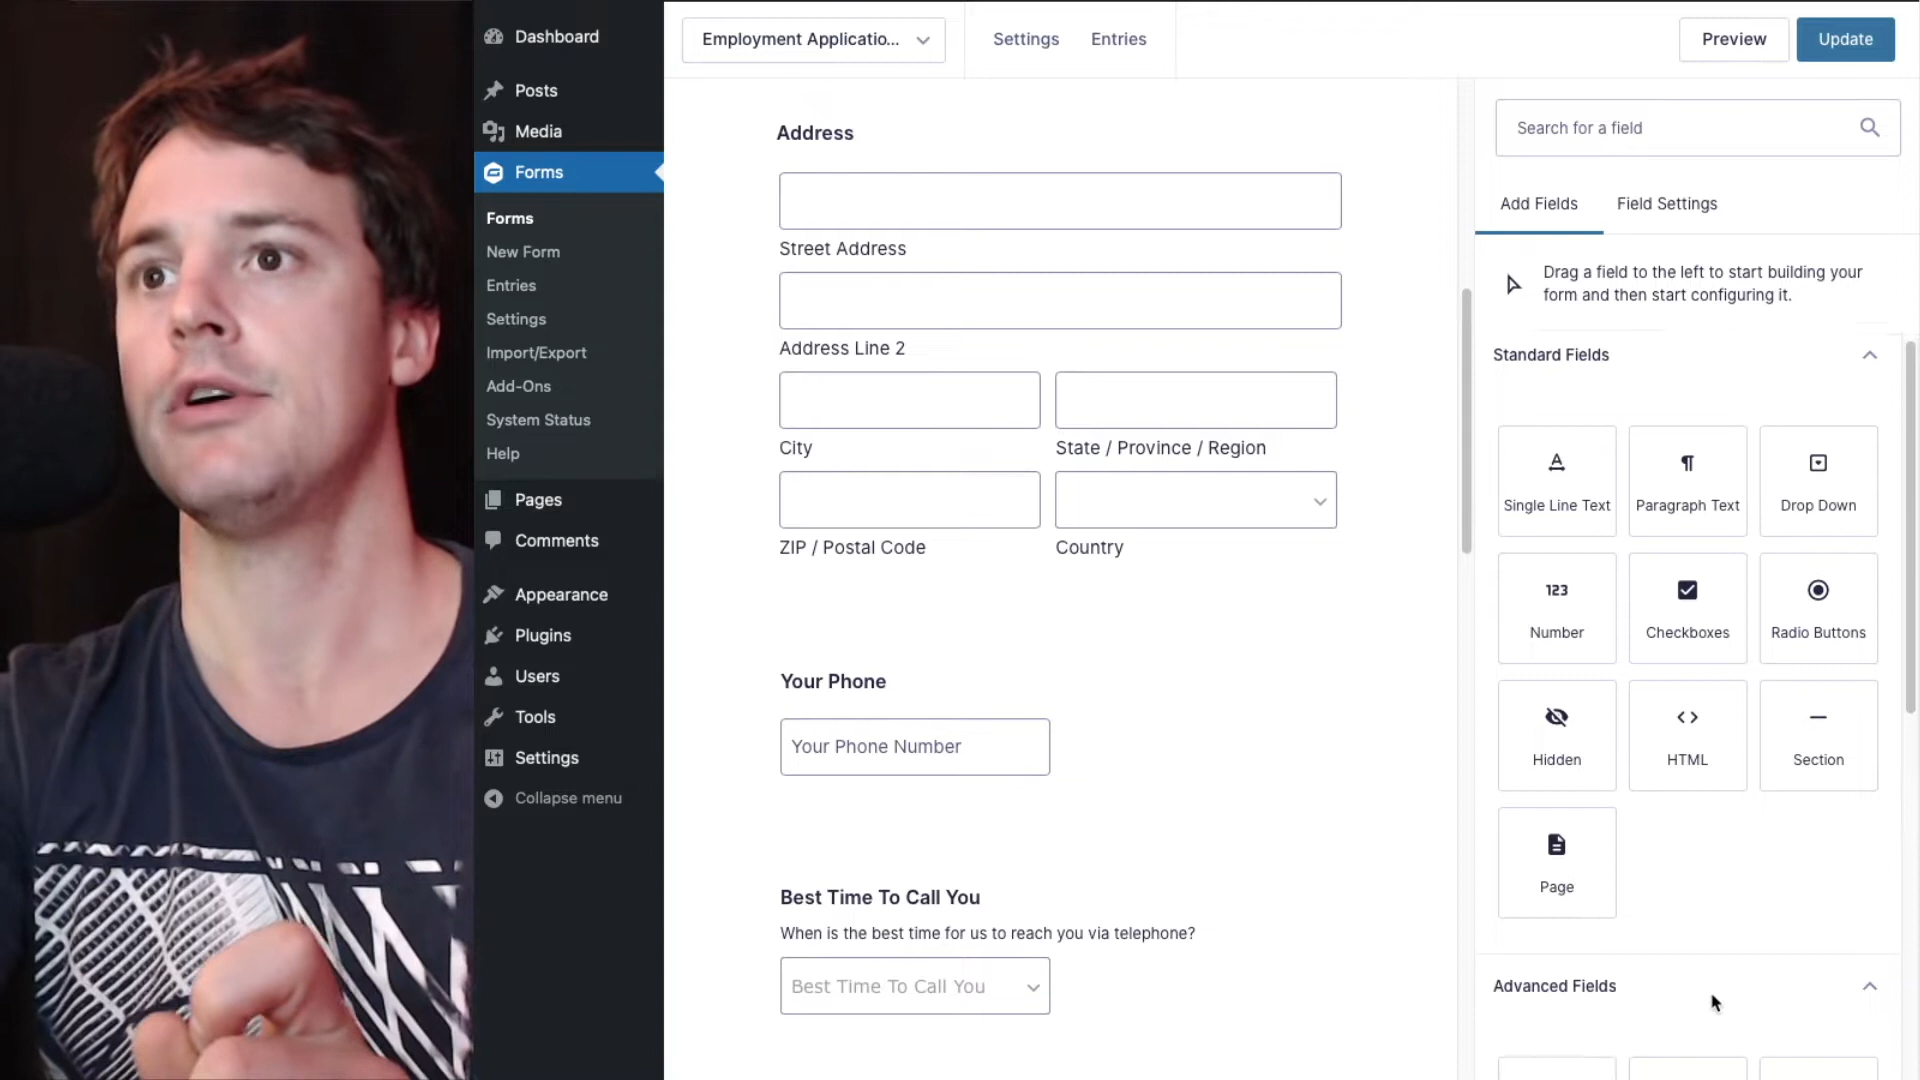 Dashboard
Posts
Media
Forms
Forms
New Form
Entries
Settings
Import/Export
Add-Ons
System Status
Help
Pages
Comments
Appearance
Plugins
Users
Tools
Settings
Collapse menu
Employment Applicatio...
Settings
Entries
Preview
Update
Address
Street Address
Address Line 2
City
State / Province / Region
ZIP / Postal Code
Country
Your Phone
Your Phone Number
Best Time To Call You
When is the best time for us to reach you via telephone?
Best Time To Call You
Search for a field
Add Fields
Field Settings
Drag a field to the left to start building your
form and then start configuring it.
Standard Fields
Single Line Text
Paragraph Text
Drop Down
123
Number
Checkboxes
Radio Buttons
Hidden
HTML
Section
Page
Advanced Fields